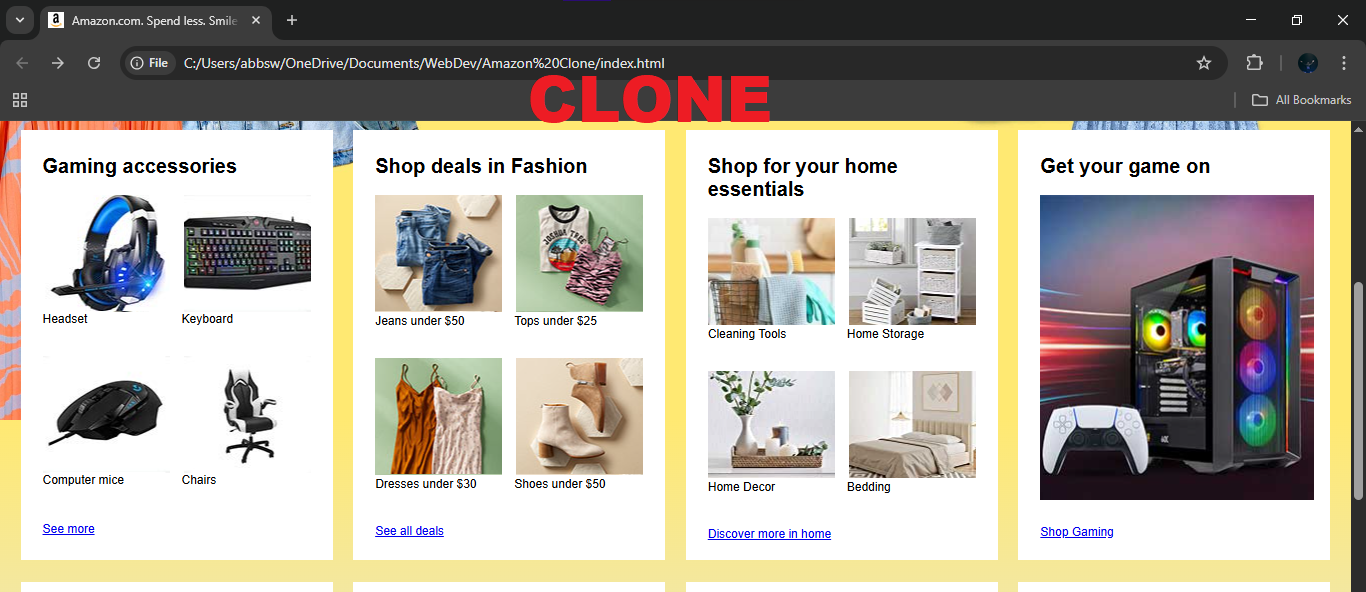 Amazon.com. Spend less. Smile
File
C:/Users/abbsw/OneDrive/Documents/WebDev/Amazon%20Clone/index.html
CLONE
All Bookmarks
Gaming accessories
Headset
Keyboard
Computer mice
Chairs
See more
Shop deals in Fashion
JOSHUA TREE
Jeans under $50
Tops under $25
Dresses under $30
Shoes under $50
See all deals
Shop for your home
essentials
Cleaning Tools
Home Storage
Home Decor
Bedding
Discover more in home
Get your game on
Shop Gaming